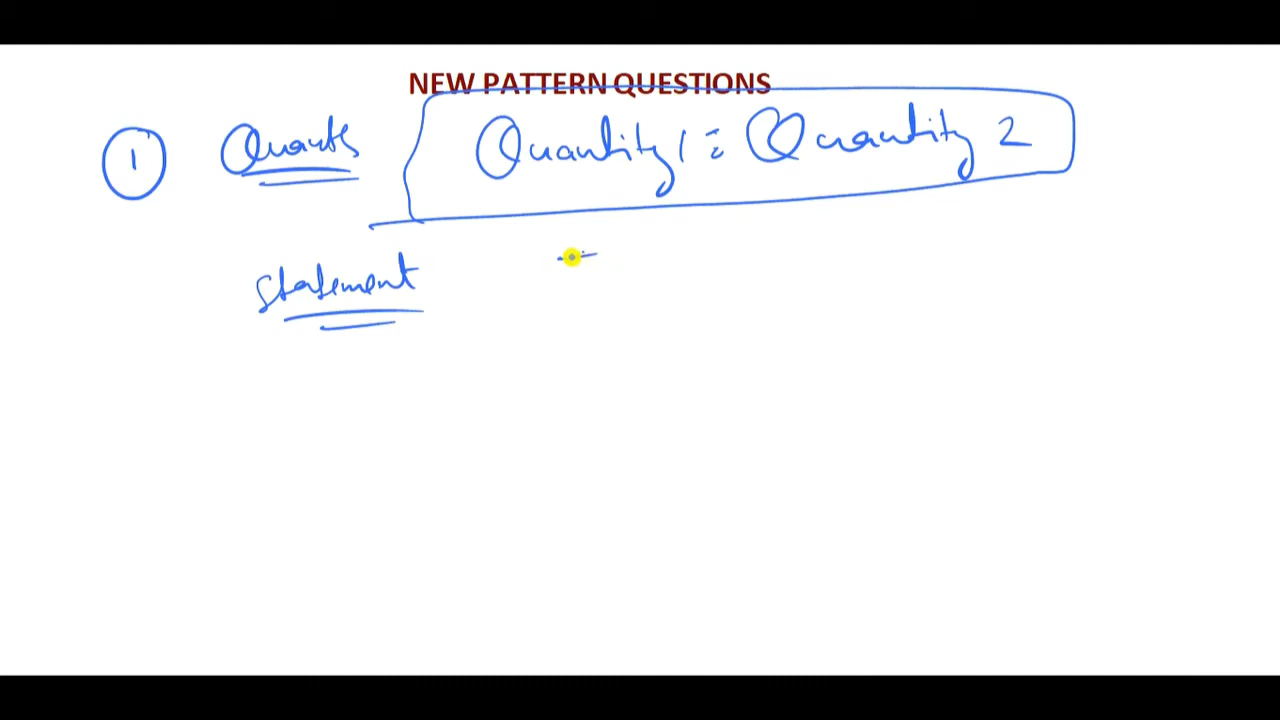 NEW PATTERN QUESTIONS
1 Quants Quantity 1 = Quantity 2
Statement